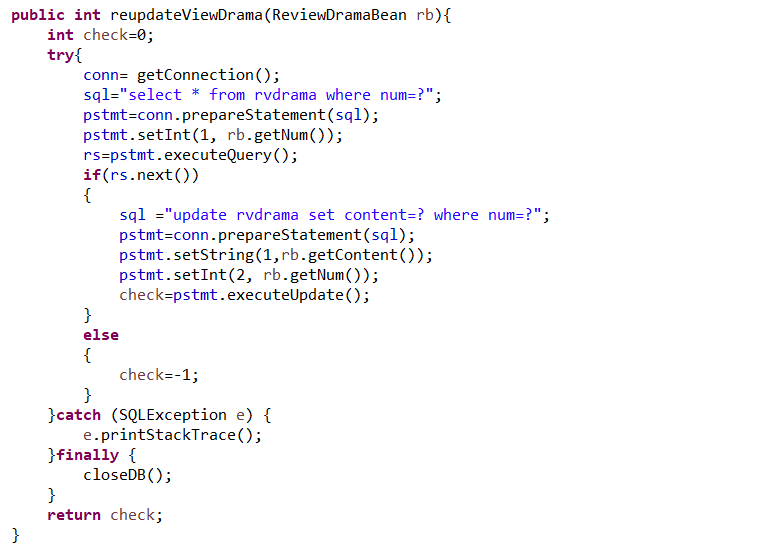 public int reupdateViewDrama(ReviewDramaBean rb){
    int check=0;
    try{
        conn= getConnection();
        sql="select * from rvdrama where num=?";
        pstmt=conn.prepareStatement(sql);
        pstmt.setInt(1, rb.getNum());
        rs=pstmt.executeQuery();
        if(rs.next())
        {
            sql ="update rvdrama set content=? where num=?";
            pstmt=conn.prepareStatement(sql);
            pstmt.setString(1,rb.getContent());
            pstmt.setInt(2, rb.getNum());
            check=pstmt.executeUpdate();
        }
        else
        {
            check=-1;
        }
    }catch (SQLException e) {
        e.printStackTrace();
    }finally {
        closeDB();
    }
    return check;
}